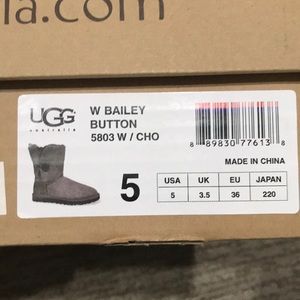 ia.com
UGG
australia
W BAILEY
BUTTON
5803 W / CHO
8 89830 77613 8
MADE IN CHINA
5
USA UK EU JAPAN
5 3.5 36 220